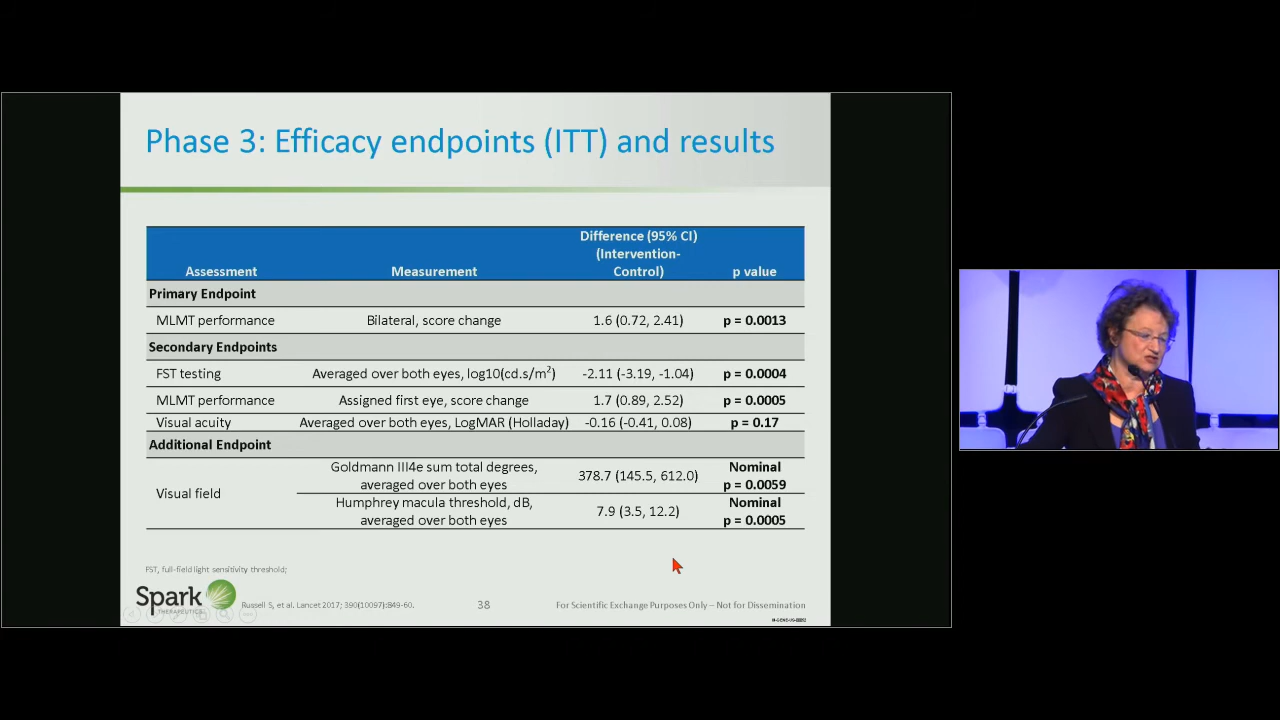 Phase 3: Efficacy endpoints (ITT) and results
Difference (95% CI)
(Intervention-
Assessment Measurement Control) p value
Primary Endpoint
MLMT performance Bilateral, score change 1.6 (0.72, 2.41) p = 0.0013
Secondary Endpoints
FST testing Averaged over both eyes, log10(cd.s/m²) -2.11 (-3.19, -1.04) p = 0.0004
MLMT performance Assigned first eye, score change 1.7 (0.89, 2.52) p = 0.0005
Visual acuity Averaged over both eyes, LogMAR (Holladay) -0.16 (-0.41, 0.08) p = 0.17
Additional Endpoint
Visual field
Goldmann III4e sum total degrees,
averaged over both eyes
378.7 (145.5, 612.0)
Nominal
p = 0.0059
Humphrey macula threshold, dB,
averaged over both eyes
7.9 (3.5, 12.2)
Nominal
p = 0.0005
FST, full-field light sensitivity threshold;
Spark
THERAPEUTICS
Russell S, et al. Lancet 2017; 390(10097):849-60.
38
For Scientific Exchange Purposes Only – Not for Dissemination